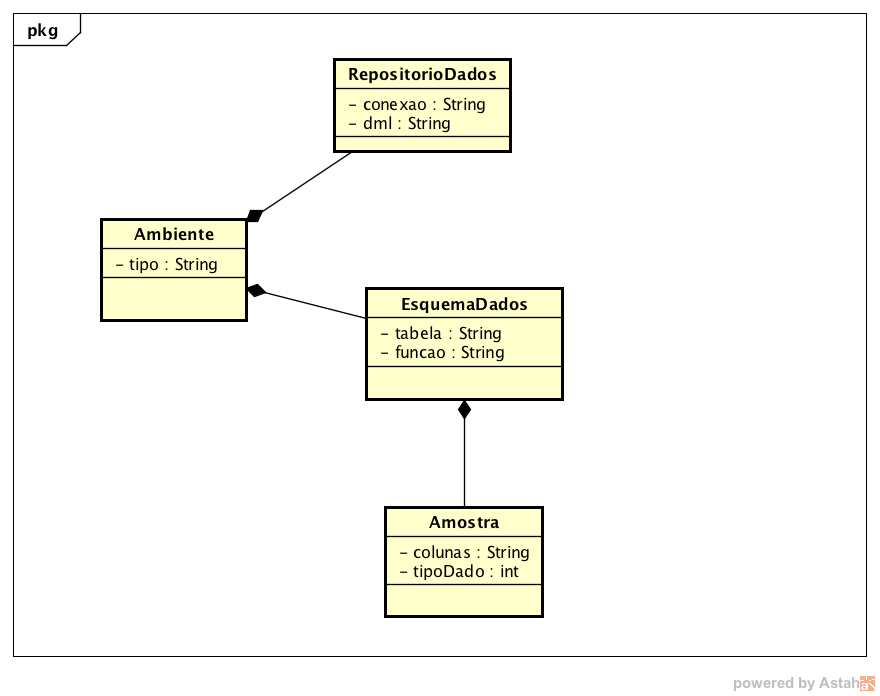 pkg
RepositorioDados
- conexao : String
- dml : String
Ambiente
- tipo : String
EsquemaDados
- tabela : String
- funcao : String
Amostra
- colunas : String
- tipoDado : int
powered by Astah